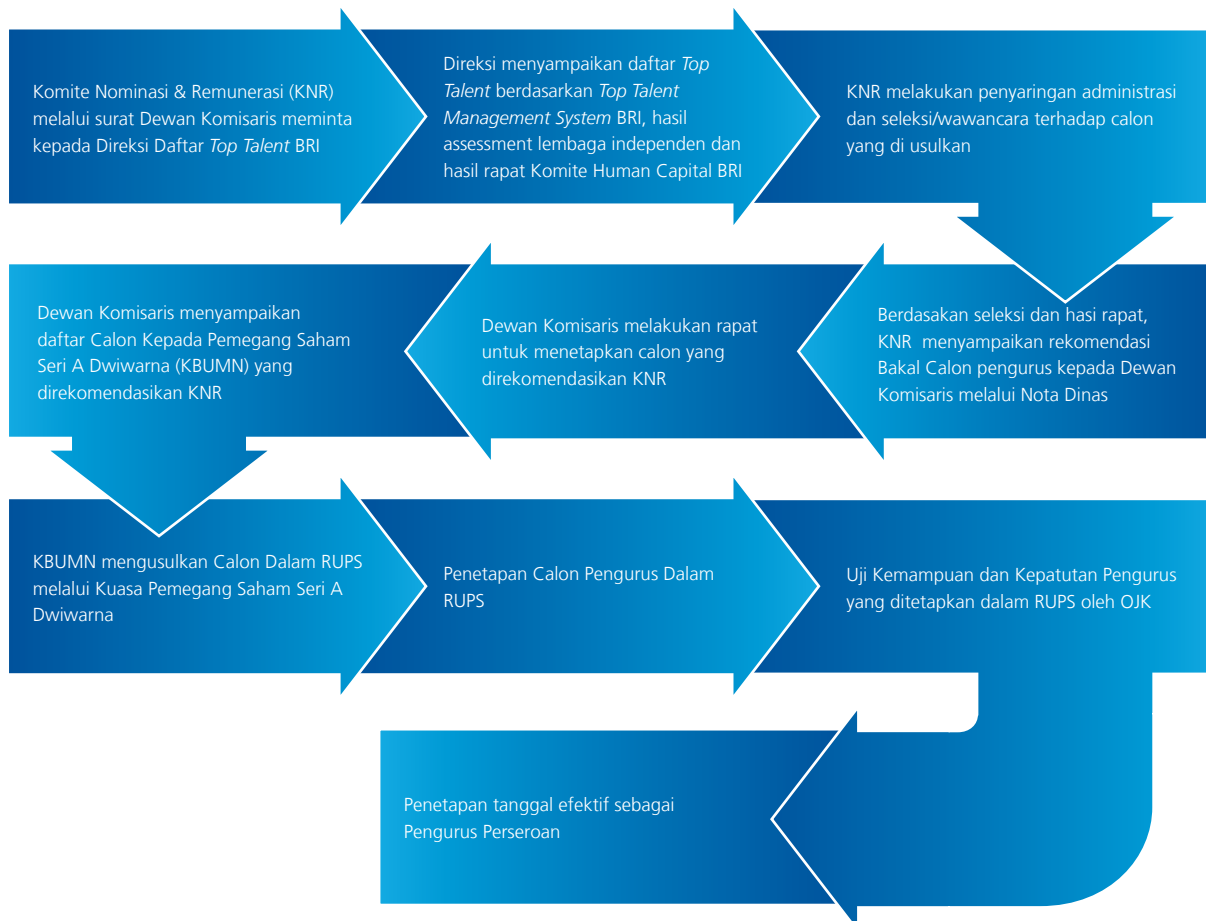 Komite Nominasi & Remunerasi (KNR)
melalui surat Dewan Komisaris meminta
kepada Direksi Daftar Top Talent BRI
Direksi menyampaikan daftar Top
Talent berdasarkan Top Talent
Management System BRI, hasil
assessment lembaga independen dan
hasil rapat Komite Human Capital BRI
KNR melakukan penyaringan administrasi
dan seleksi/wawancara terhadap calon
yang di usulkan
Berdasakan seleksi dan hasi rapat,
KNR menyampaikan rekomendasi
Bakal Calon pengurus kepada Dewan
Komisaris melalui Nota Dinas
Dewan Komisaris melakukan rapat
untuk menetapkan calon yang
direkomendasikan KNR
Dewan Komisaris menyampaikan
daftar Calon Kepada Pemegang Saham
Seri A Dwiwarna (KBUMN) yang
direkomendasikan KNR
KBUMN mengusulkan Calon Dalam RUPS
melalui Kuasa Pemegang Saham Seri A
Dwiwarna
Penetapan Calon Pengurus Dalam
RUPS
Uji Kemampuan dan Kepatutan Pengurus
yang ditetapkan dalam RUPS oleh OJK
Penetapan tanggal efektif sebagai
Pengurus Perseroan